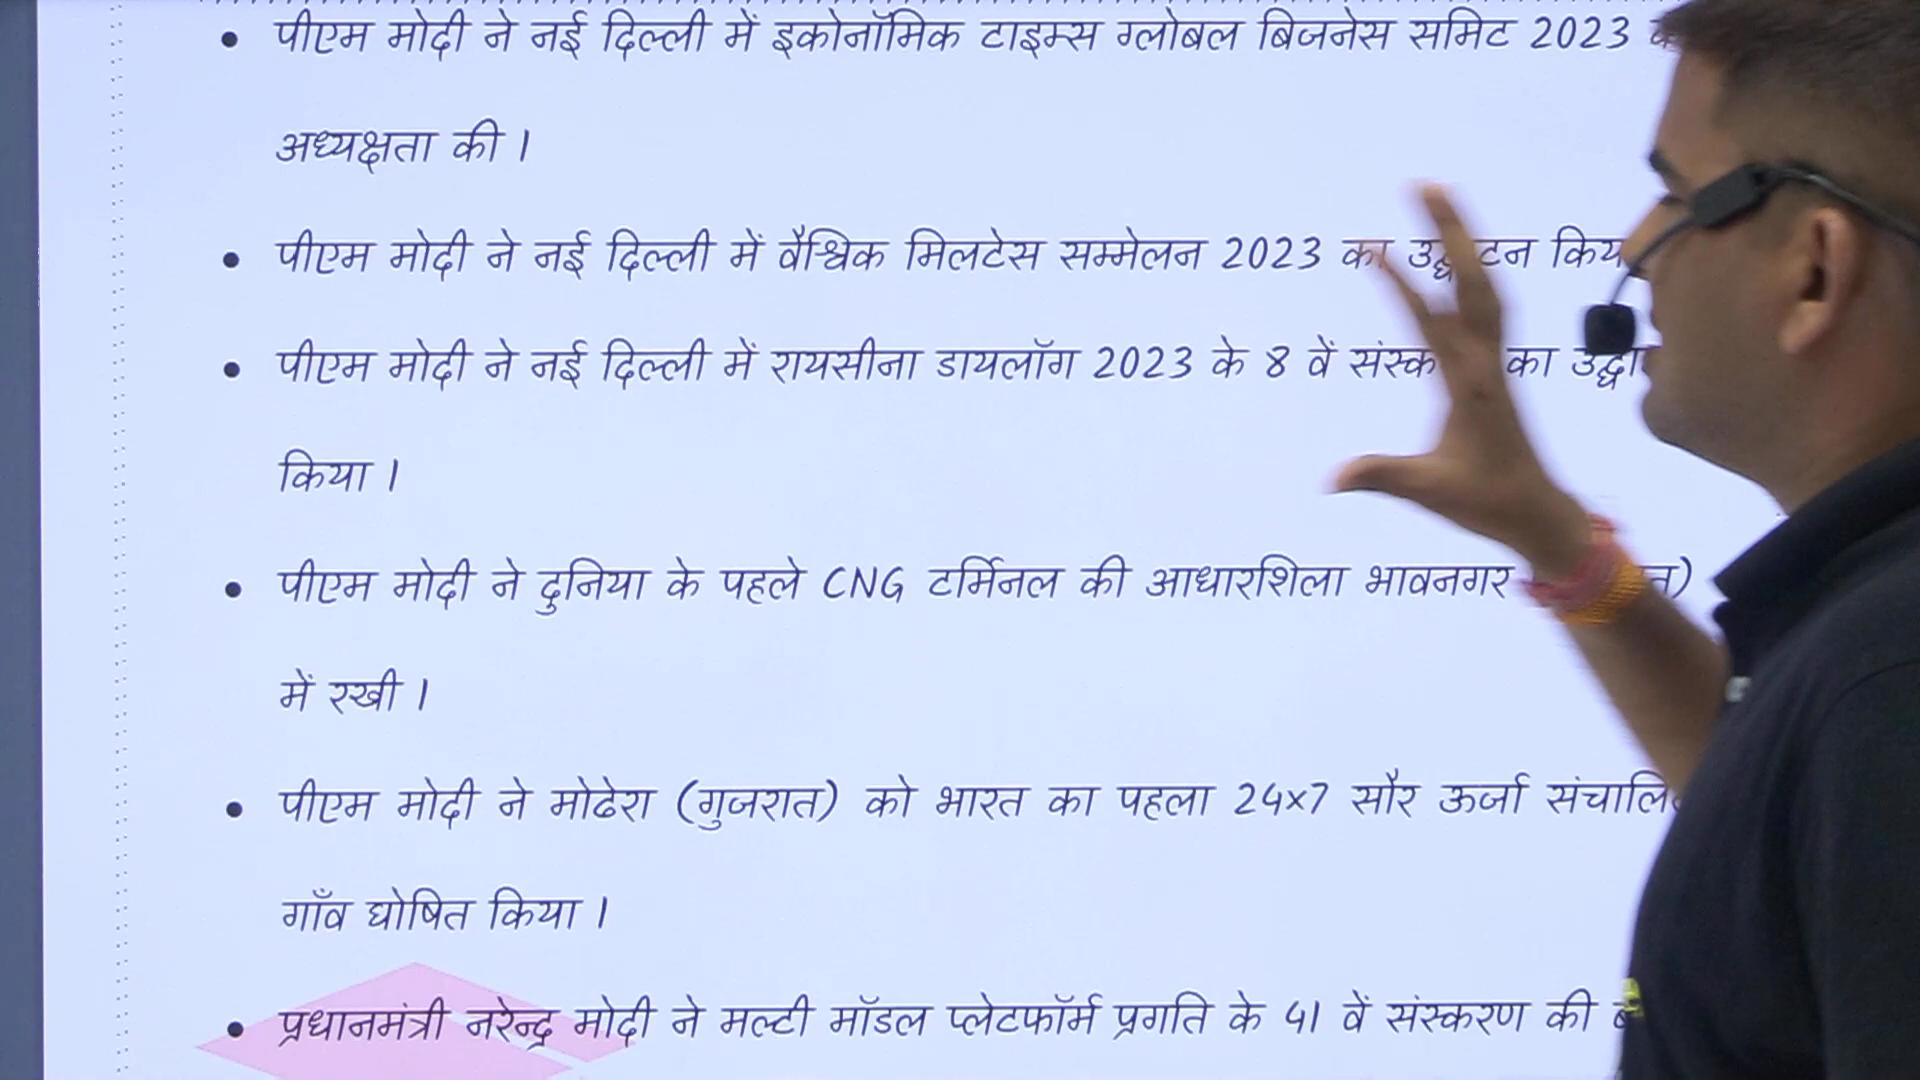 पीएम मोदी ने नई दिल्ली में इकोनॉमिक टाइम्स ग्लोबल बिजनेस समिट 2023
अध्यक्षता की ।
पीएम मोदी ने नई दिल्ली में वैश्विक मिलटेस सम्मेलन 2023 का
पीएम मोदी ने नई दिल्ली में रायसीना डायलॉग 2023 के 8 वें का
किया ।
पीएम मोदी ने दुनिया के पहले CNG टर्मिनल की आधारशिला भावनगर
में रखी ।
पीएम मोदी ने मोढेरा (गुजरात) को भारत का पहला 24x7 सौर ऊर्जा
गाँव घोषित किया ।
प्रधानमंत्री नरेन्द्र मोदी ने मल्टी मॉडल प्लेटफॉर्म प्रगति के 41 वें संस्करण की